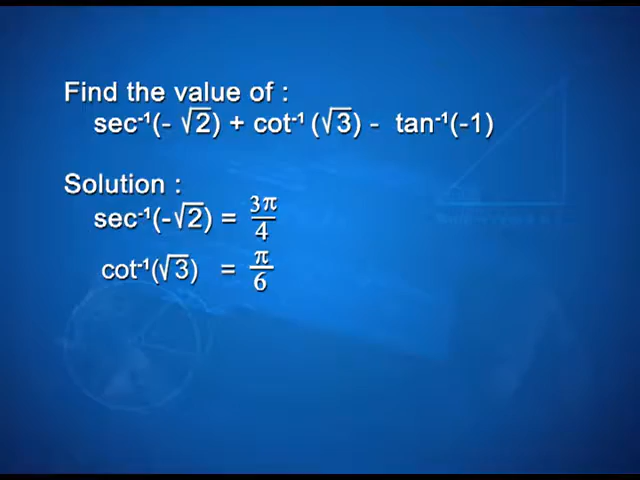 Find the value of :
sec⁻¹(- √2) + cot⁻¹ (√3) - tan⁻¹(-1)
Solution :
sec⁻¹(-√2) = 3π/4
cot⁻¹(√3) = π/6